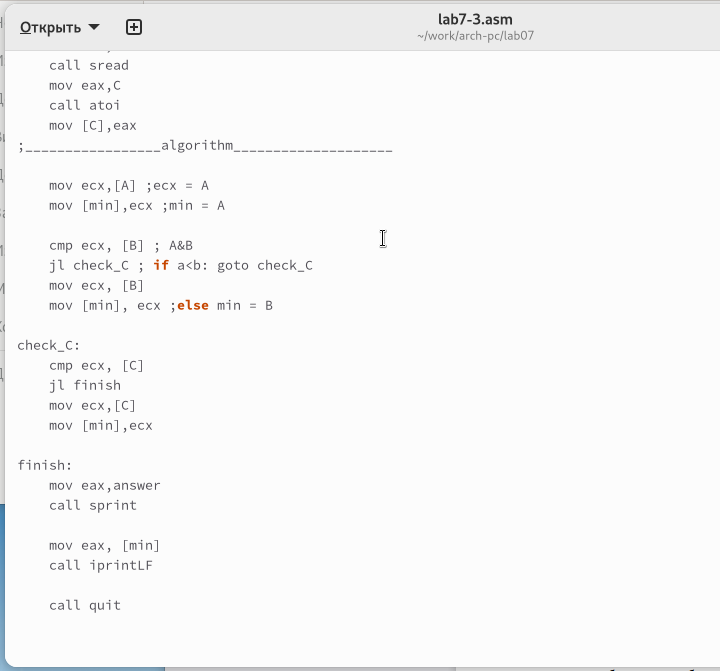 Открыть
lab7-3.asm
~/work/arch-pc/lab07
call sread
mov eax,C
call atoi
mov [C],eax
;_________________algorithm____________________
mov ecx,[A] ;ecx = A
mov [min],ecx ;min = A
cmp ecx, [B] ; A&B
jl check_C ; if a<b: goto check_C
mov ecx, [B]
mov [min], ecx ;else min = B
check_C:
cmp ecx, [C]
jl finish
mov ecx,[C]
mov [min],ecx
finish:
mov eax,answer
call sprint
mov eax, [min]
call iprintLF
call quit